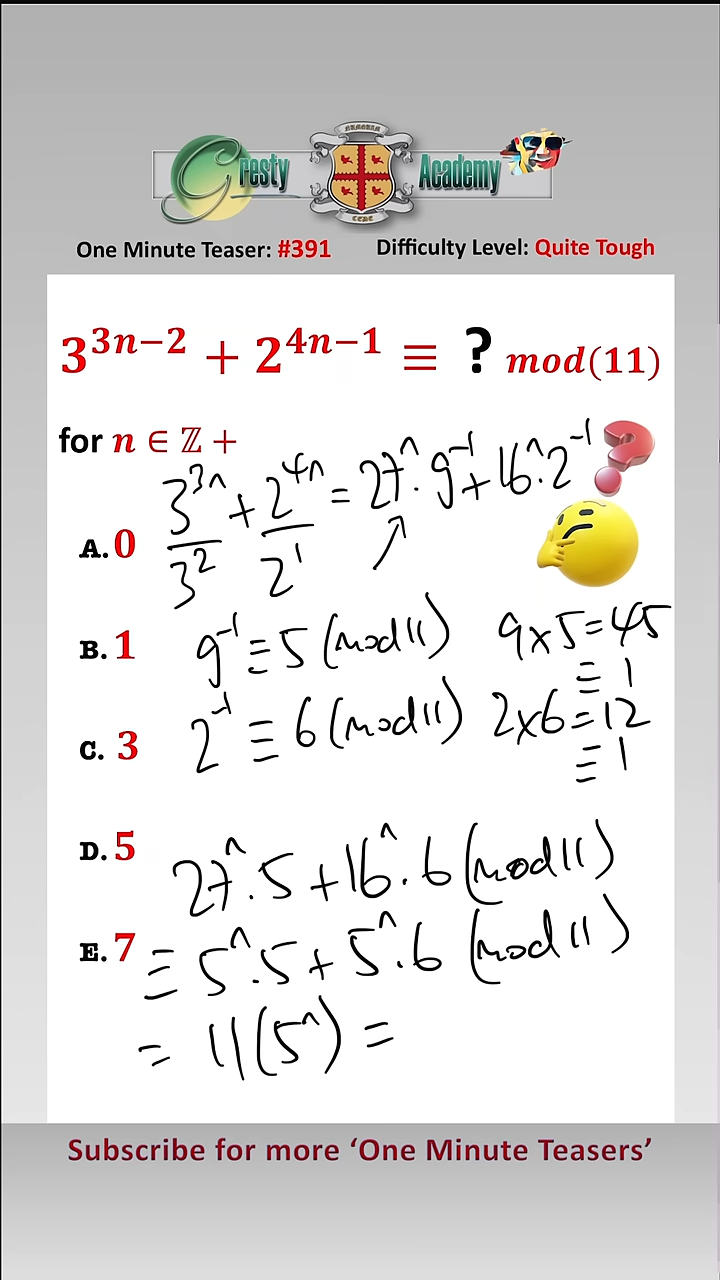 NUMQUAM
Gresty Academy
CEDE
One Minute Teaser: #391 Difficulty Level: Quite Tough
3^{3n−2} + 2^{4n−1} ≡ ? mod(11)
for n ∈ ℤ +
3^{3n}/3^2 + 2^{4n}/2^1 = 27^n · 9^{-1} + 16^n · 2^{-1}
A. 0
B. 1 9^{-1} ≡ 5 (mod 11) 9×5=45
≡ 1
C. 3 2^{-1} ≡ 6 (mod 11) 2×6=12
≡ 1
D. 5 27^n . 5 + 16^n . 6 (mod 11)
E. 7 ≡ 5^n . 5 + 5^n . 6 (mod 11)
= 11(5^n) =
Subscribe for more ‘One Minute Teasers’